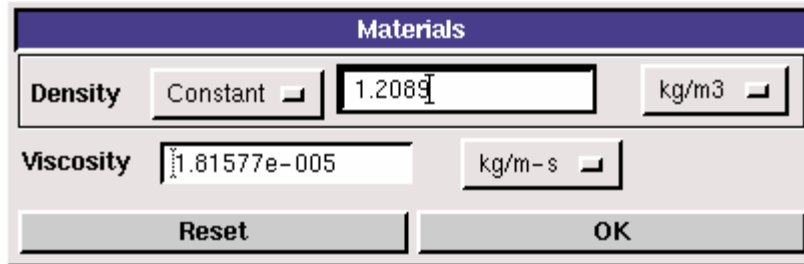 Materials
Density Constant 1.2089 kg/m3
Viscosity 1.81577e-005 kg/m-s
Reset OK